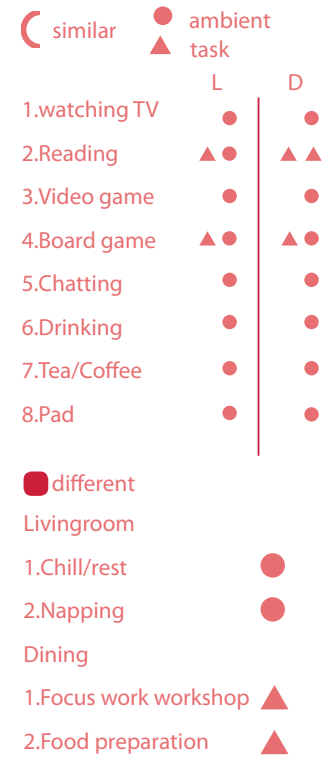 similar
ambient
task
L D
1.watching TV
2.Reading
3.Video game
4.Board game
5.Chatting
6.Drinking
7.Tea/Coffee
8.Pad
different
Livingroom
1.Chill/rest
2.Napping
Dining
1.Focus work workshop
2.Food preparation